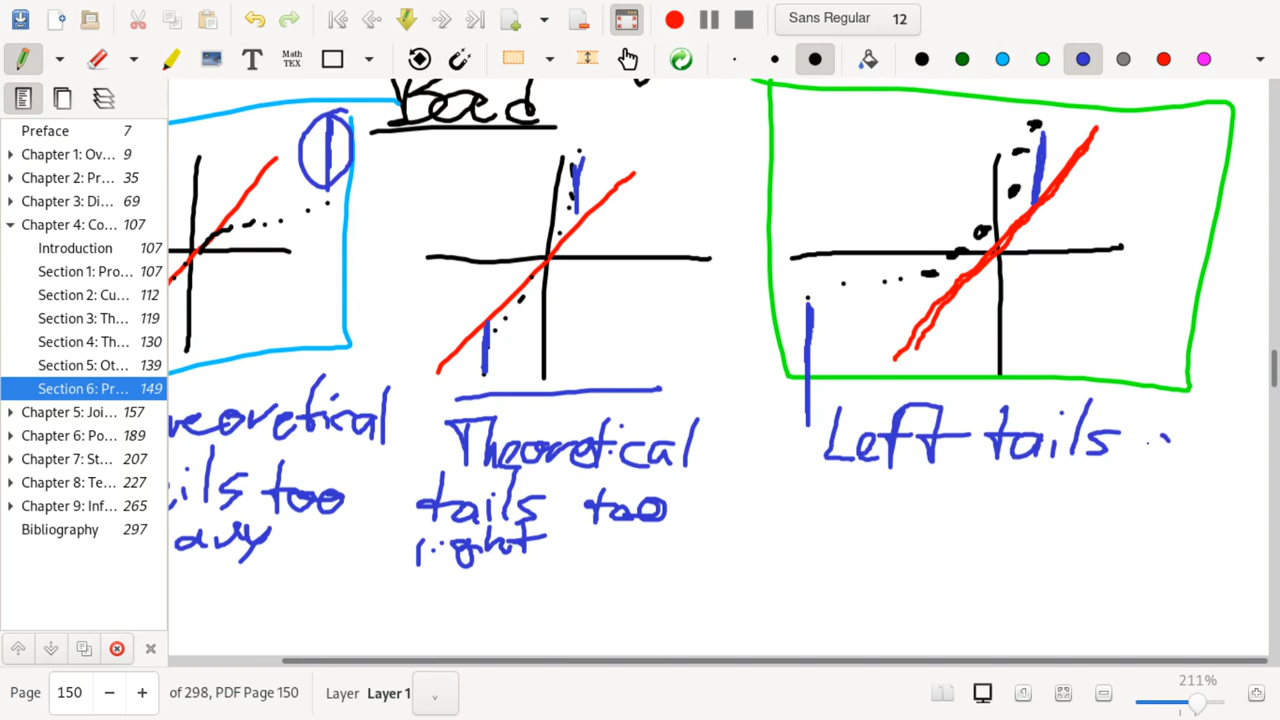 Sans Regular 12
T Math TEX
Preface 7
Chapter 1: Ov... 9
Chapter 2: Pr... 35
Chapter 3: Di... 69
Chapter 4: Co... 107
Introduction 107
Section 1: Pro... 107
Section 2: Cu... 112
Section 3: Th... 119
Section 4: Th... 130
Section 5: Ot... 139
Section 6: Pr... 149
Chapter 5: Joi... 157
Chapter 6: Po... 189
Chapter 7: St... 207
Chapter 8: Te... 227
Chapter 9: Inf... 265
Bibliography 297
Bad
eoretical
ils too
Theoretical
tails too
light
Left tails
Page 150 of 298, PDF Page 150 Layer Layer 1
211%